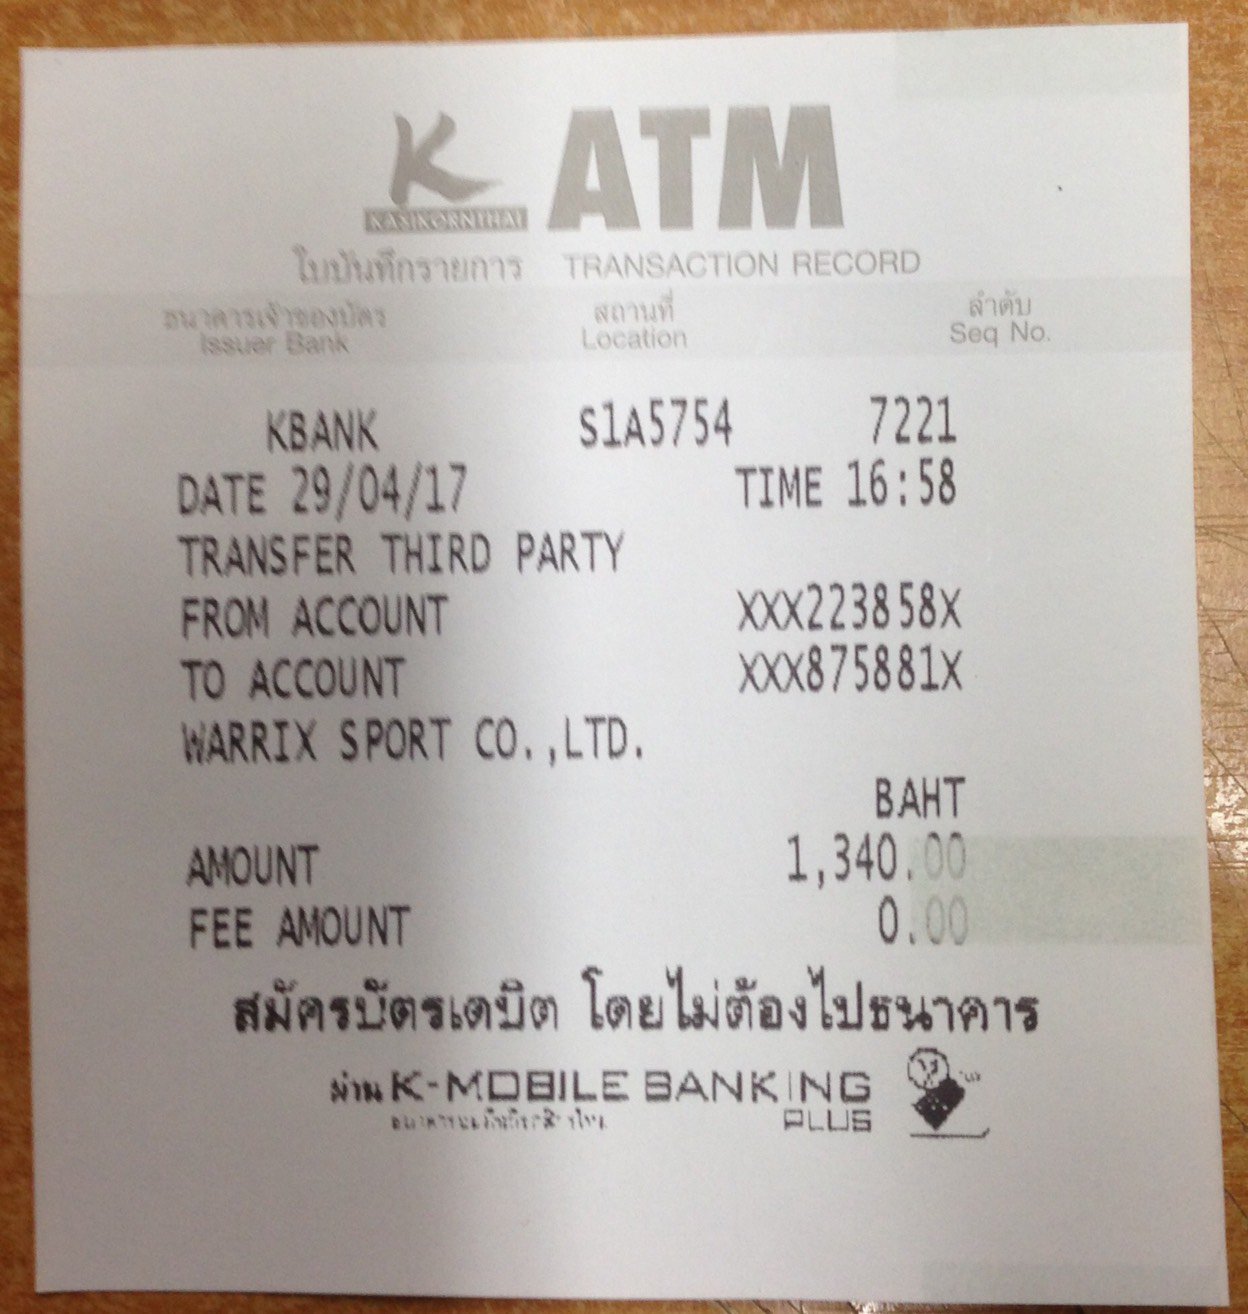 K ATM
KASIKORNTHAI
ใบบันทึกรายการ TRANSACTION RECORD
ธนาคารเจ้าของบัตร สถานที่ ลำดับ
Issuer Bank Location Seq No.
KBANK S1A5754 7221
DATE 29/04/17 TIME 16:58
TRANSFER THIRD PARTY
FROM ACCOUNT XXX223858X
TO ACCOUNT XXX875881X
WARRIX SPORT CO.,LTD.
BAHT
AMOUNT 1,340.00
FEE AMOUNT 0.00
สมัครบัตรเดบิต โดยไม่ต้องไปธนาคาร
ผ่าน K-MOBILE BANKING
PLUS